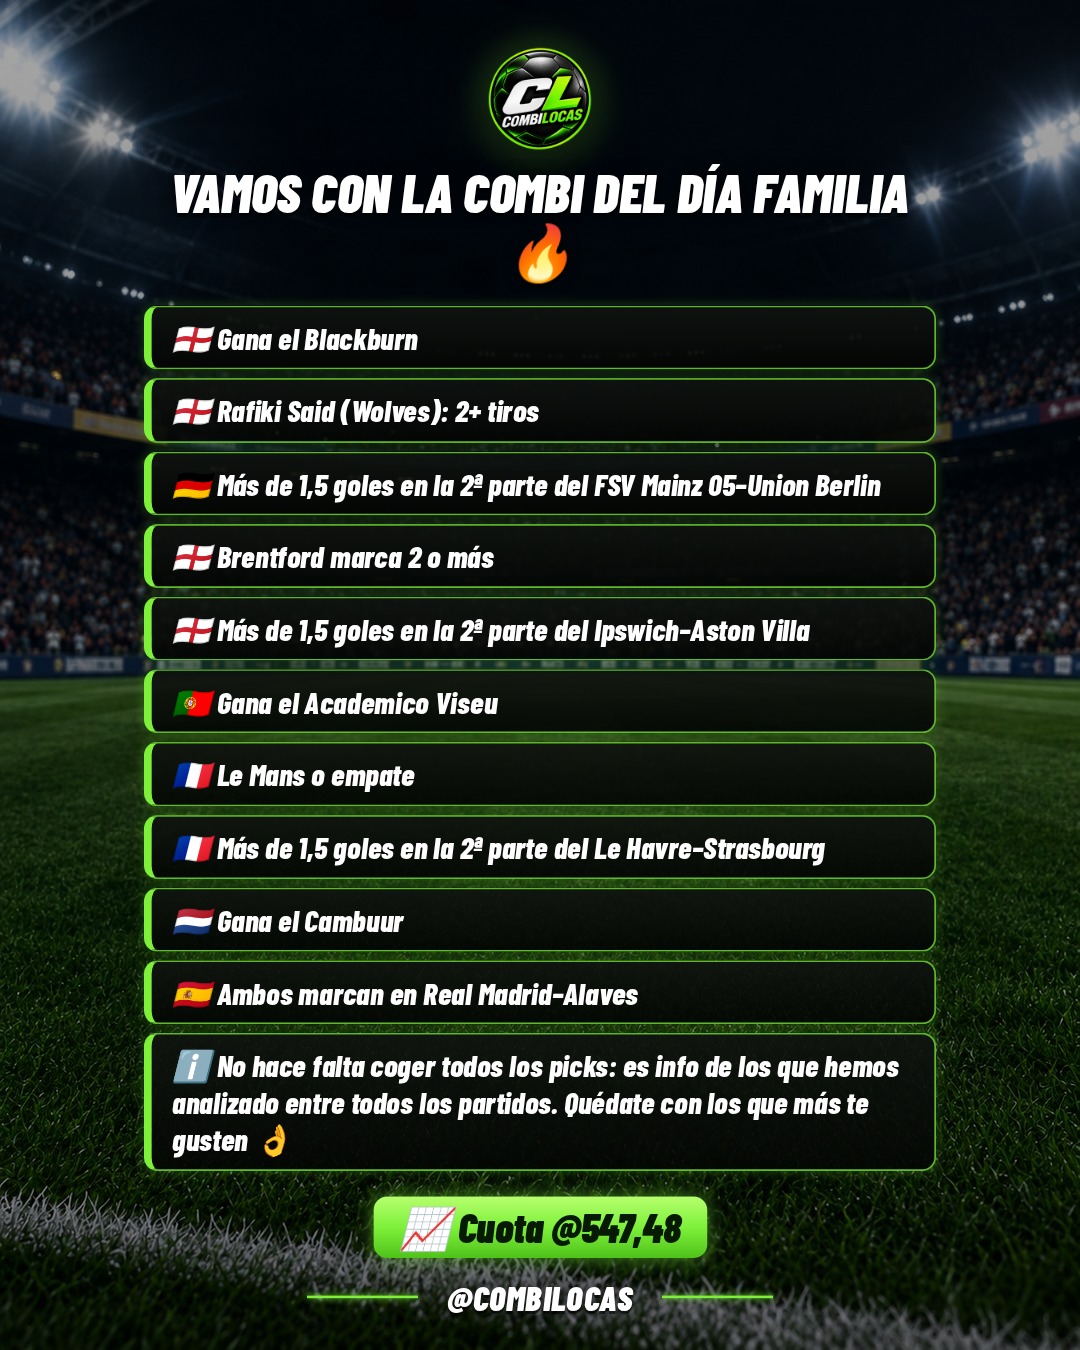 CL
COMBILOCAS
VAMOS CON LA COMBI DEL DÍA FAMILIA
🔥
🏴󠁧󠁢󠁥󠁮󠁧󠁿 Gana el Blackburn
🏴󠁧󠁢󠁥󠁮󠁧󠁿 Rafiki Said (Wolves): 2+ tiros
🇩🇪 Más de 1,5 goles en la 2ª parte del FSV Mainz 05-Union Berlin
🏴󠁧󠁢󠁥󠁮󠁧󠁿 Brentford marca 2 o más
🏴󠁧󠁢󠁥󠁮󠁧󠁿 Más de 1,5 goles en la 2ª parte del Ipswich-Aston Villa
🇵🇹 Gana el Academico Viseu
🇫🇷 Le Mans o empate
🇫🇷 Más de 1,5 goles en la 2ª parte del Le Havre-Strasbourg
🇳🇱 Gana el Cambuur
🇪🇸 Ambos marcan en Real Madrid-Alaves
ℹ️ No hace falta coger todos los picks: es info de los que hemos
analizado entre todos los partidos. Quédate con los que más te
gusten 👌
📈 Cuota @547,48
@COMBILOCAS